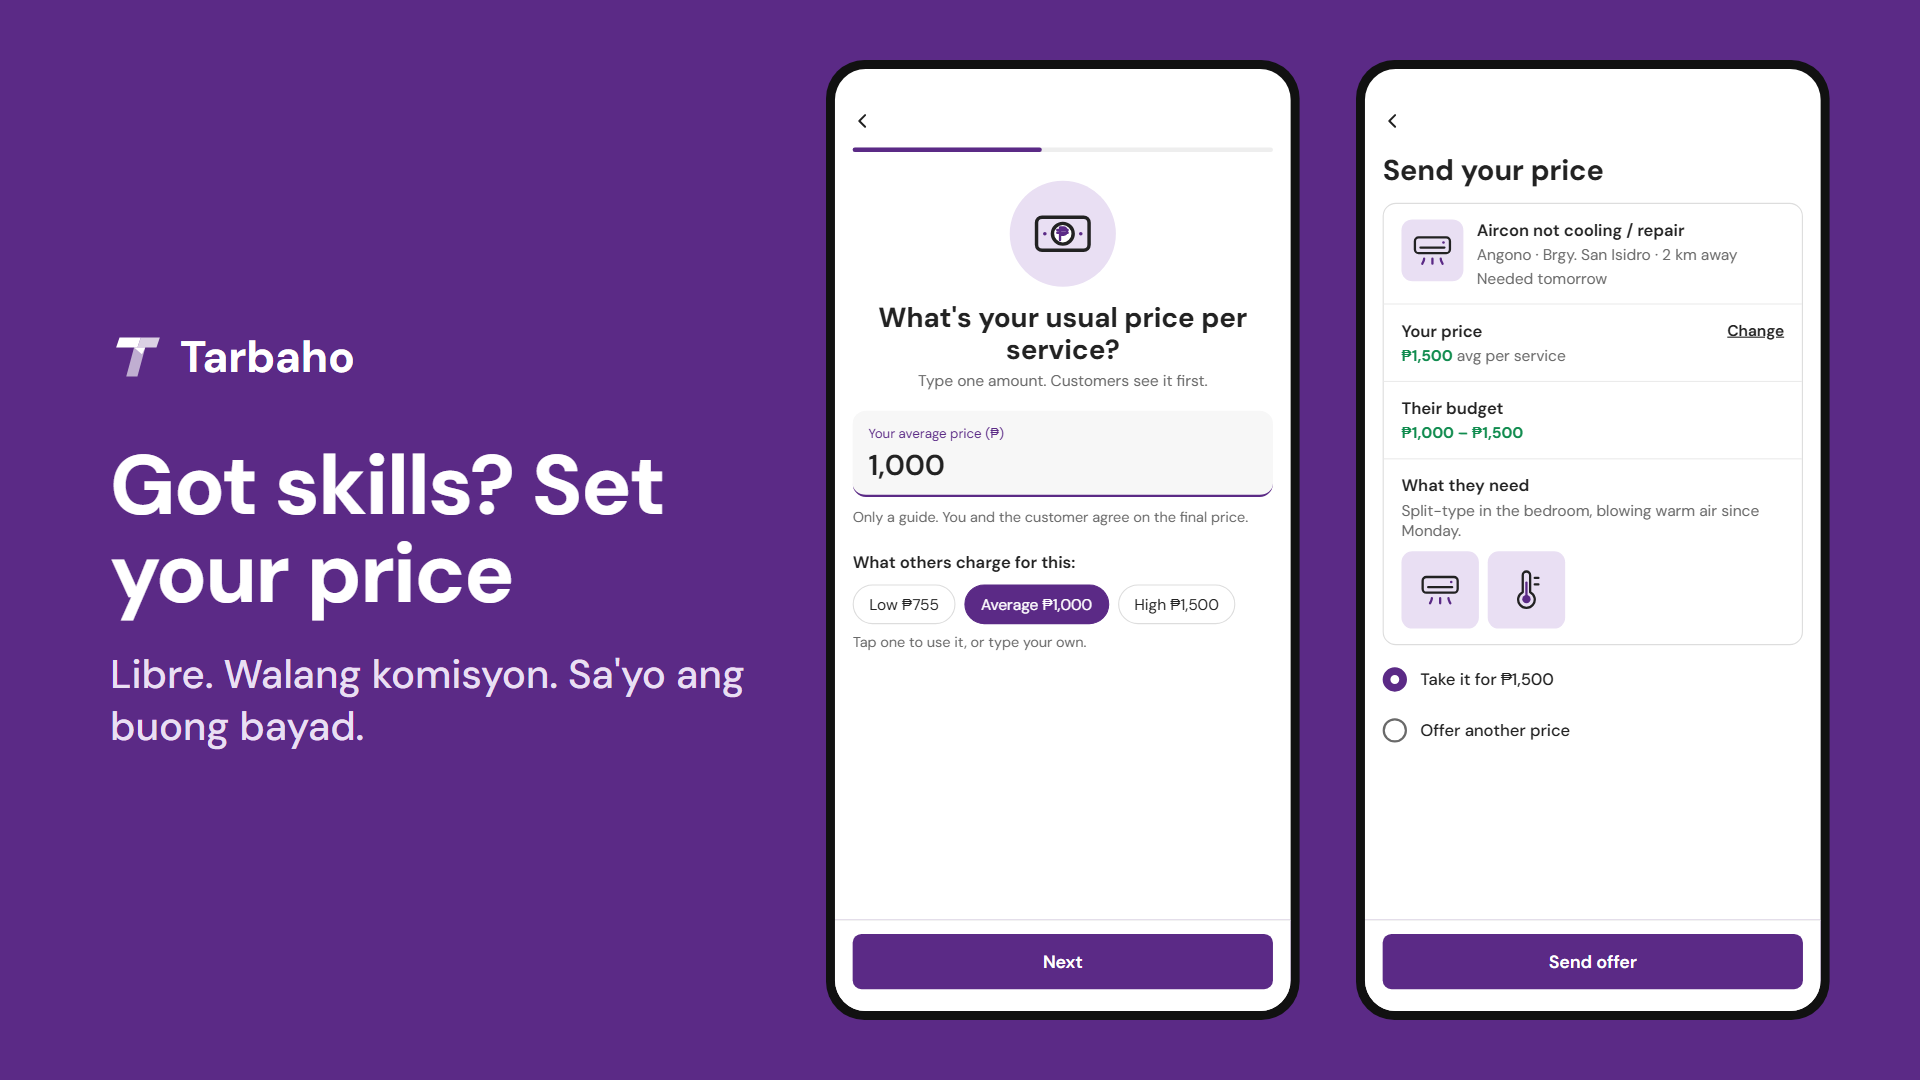 Tarbaho
Got skills? Set
your price
Libre. Walang komisyon. Sa'yo ang
buong bayad.
What's your usual price per
service?
Type one amount. Customers see it first.
Your average price (₱)
1,000
Only a guide. You and the customer agree on the final price.
What others charge for this:
Low ₱755
Average ₱1,000
High ₱1,500
Tap one to use it, or type your own.
Next
Send your price
Aircon not cooling / repair
Angono · Brgy. San Isidro · 2 km away
Needed tomorrow
Your price
Change
₱1,500 avg per service
Their budget
₱1,000 – ₱1,500
What they need
Split-type in the bedroom, blowing warm air since
Monday.
Take it for ₱1,500
Offer another price
Send offer